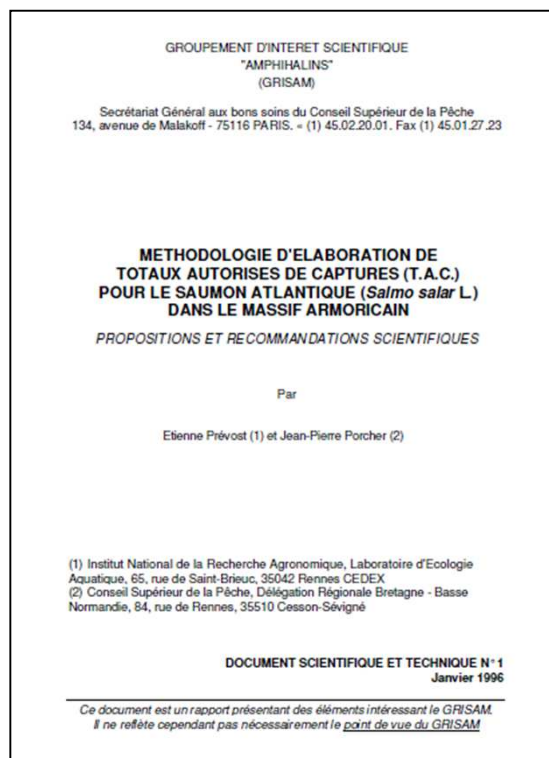 GROUPEMENT D'INTERET SCIENTIFIQUE
"AMPHIHALINS"
(GRISAM)
Secrétariat Général aux bons soins du Conseil Supérieur de la Pêche
134, avenue de Malakoff - 75116 PARIS. « (1) 45.02.20.01. Fax (1) 45.01.27.23
METHODOLOGIE D'ELABORATION DE
TOTAUX AUTORISES DE CAPTURES (T.A.C.)
POUR LE SAUMON ATLANTIQUE (Salmo salar L.)
DANS LE MASSIF ARMORICAIN
PROPOSITIONS ET RECOMMANDATIONS SCIENTIFIQUES
Par
Etienne Prévost (1) et Jean-Pierre Porcher (2)
(1) Institut National de la Recherche Agronomique, Laboratoire d'Ecologie
Aquatique, 65, rue de Saint-Brieuc, 35042 Rennes CEDEX
(2) Conseil Supérieur de la Pêche, Délégation Régionale Bretagne - Basse
Normandie, 84, rue de Rennes, 35510 Cesson-Sévigné
DOCUMENT SCIENTIFIQUE ET TECHNIQUE N°1
Janvier 1996
Ce document est un rapport présentant des éléments intéressant le GRISAM.
Il ne reflète cependant pas nécessairement le point de vue du GRISAM